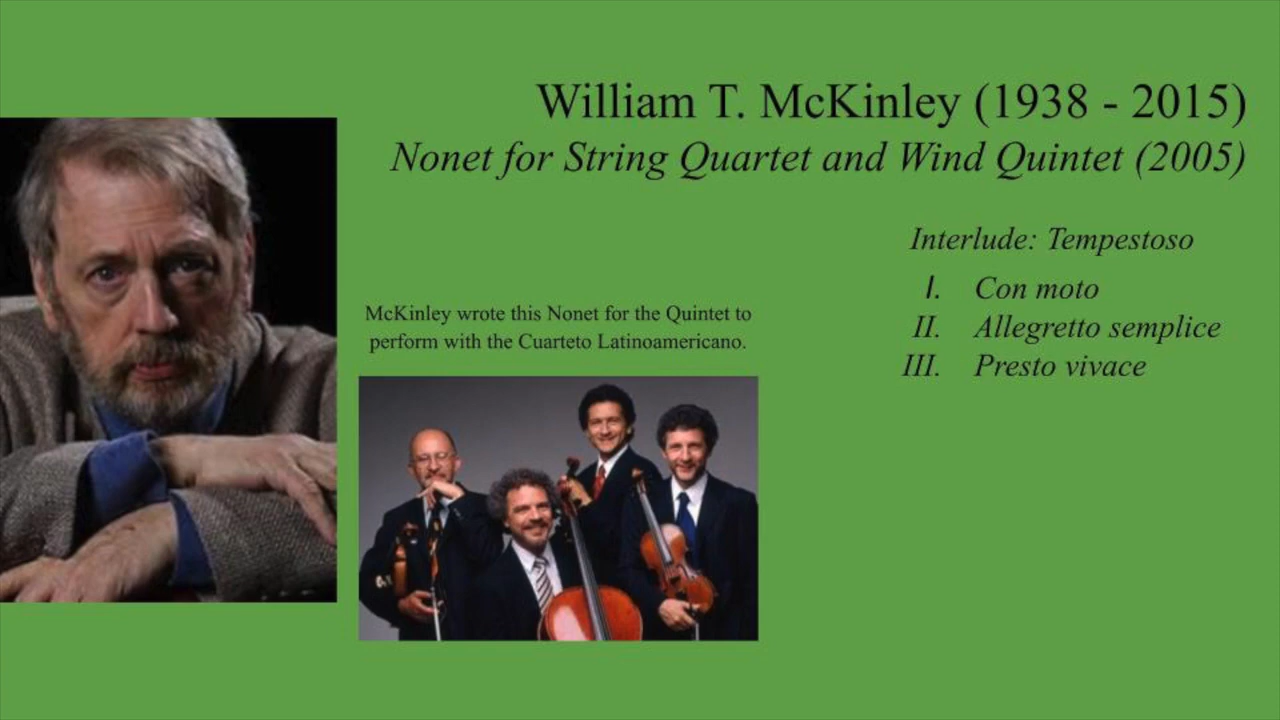 William T. McKinley (1938 - 2015)
Nonet for String Quartet and Wind Quintet (2005)
Interlude: Tempestoso
I. Con moto
II. Allegretto semplice
III. Presto vivace
McKinley wrote this Nonet for the Quintet to
perform with the Cuarteto Latinoamericano.